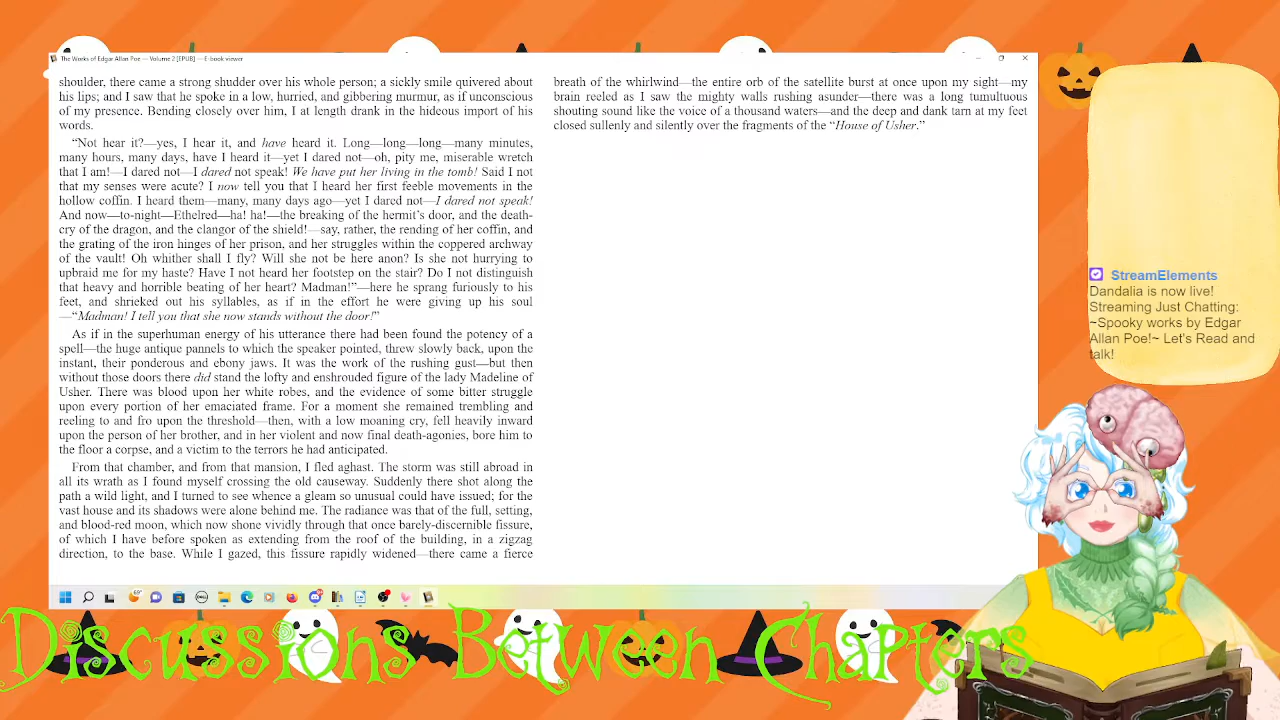 The Works of Edgar Allan Poe — Volume 2 [EPUB] — E-book viewer
shoulder, there came a strong shudder over his whole person; a sickly smile quivered about
his lips; and I saw that he spoke in a low, hurried, and gibbering murmur, as if unconscious
of my presence. Bending closely over him, I at length drank in the hideous import of his
words.
“Not hear it?—yes, I hear it, and have heard it. Long—long—long—many minutes,
many hours, many days, have I heard it—yet I dared not—oh, pity me, miserable wretch
that I am!—I dared not—I dared not speak! We have put her living in the tomb! Said I not
that my senses were acute? I now tell you that I heard her first feeble movements in the
hollow coffin. I heard them—many, many days ago—yet I dared not—I dared not speak!
And now—to-night—Ethelred—ha! ha!—the breaking of the hermit’s door, and the death-
cry of the dragon, and the clangor of the shield!—say, rather, the rending of her coffin, and
the grating of the iron hinges of her prison, and her struggles within the coppered archway
of the vault! Oh whither shall I fly? Will she not be here anon? Is she not hurrying to
upbraid me for my haste? Have I not heard her footstep on the stair? Do I not distinguish
that heavy and horrible beating of her heart? Madman!”—here he sprang furiously to his
feet, and shrieked out his syllables, as if in the effort he were giving up his soul
—“Madman! I tell you that she now stands without the door!”
As if in the superhuman energy of his utterance there had been found the potency of a
spell—the huge antique pannels to which the speaker pointed, threw slowly back, upon the
instant, their ponderous and ebony jaws. It was the work of the rushing gust—but then
without those doors there did stand the lofty and enshrouded figure of the lady Madeline of
Usher. There was blood upon her white robes, and the evidence of some bitter struggle
upon every portion of her emaciated frame. For a moment she remained trembling and
reeling to and fro upon the threshold—then, with a low moaning cry, fell heavily inward
upon the person of her brother, and in her violent and now final death-agonies, bore him to
the floor a corpse, and a victim to the terrors he had anticipated.
From that chamber, and from that mansion, I fled aghast. The storm was still abroad in
all its wrath as I found myself crossing the old causeway. Suddenly there shot along the
path a wild light, and I turned to see whence a gleam so unusual could have issued; for the
vast house and its shadows were alone behind me. The radiance was that of the full, setting,
and blood-red moon, which now shone vividly through that once barely-discernible fissure,
of which I have before spoken as extending from the roof of the building, in a zigzag
direction, to the base. While I gazed, this fissure rapidly widened—there came a fierce
breath of the whirlwind—the entire orb of the satellite burst at once upon my sight—my
brain reeled as I saw the mighty walls rushing asunder—there was a long tumultuous
shouting sound like the voice of a thousand waters—and the deep and dank tarn at my feet
closed sullenly and silently over the fragments of the “House of Usher.”
StreamElements
Dandalia is now live!
Streaming Just Chatting:
~Spooky works by Edgar
Allan Poe!~ Let's Read and
talk!
69°
DELL
Discussions Between Chapters